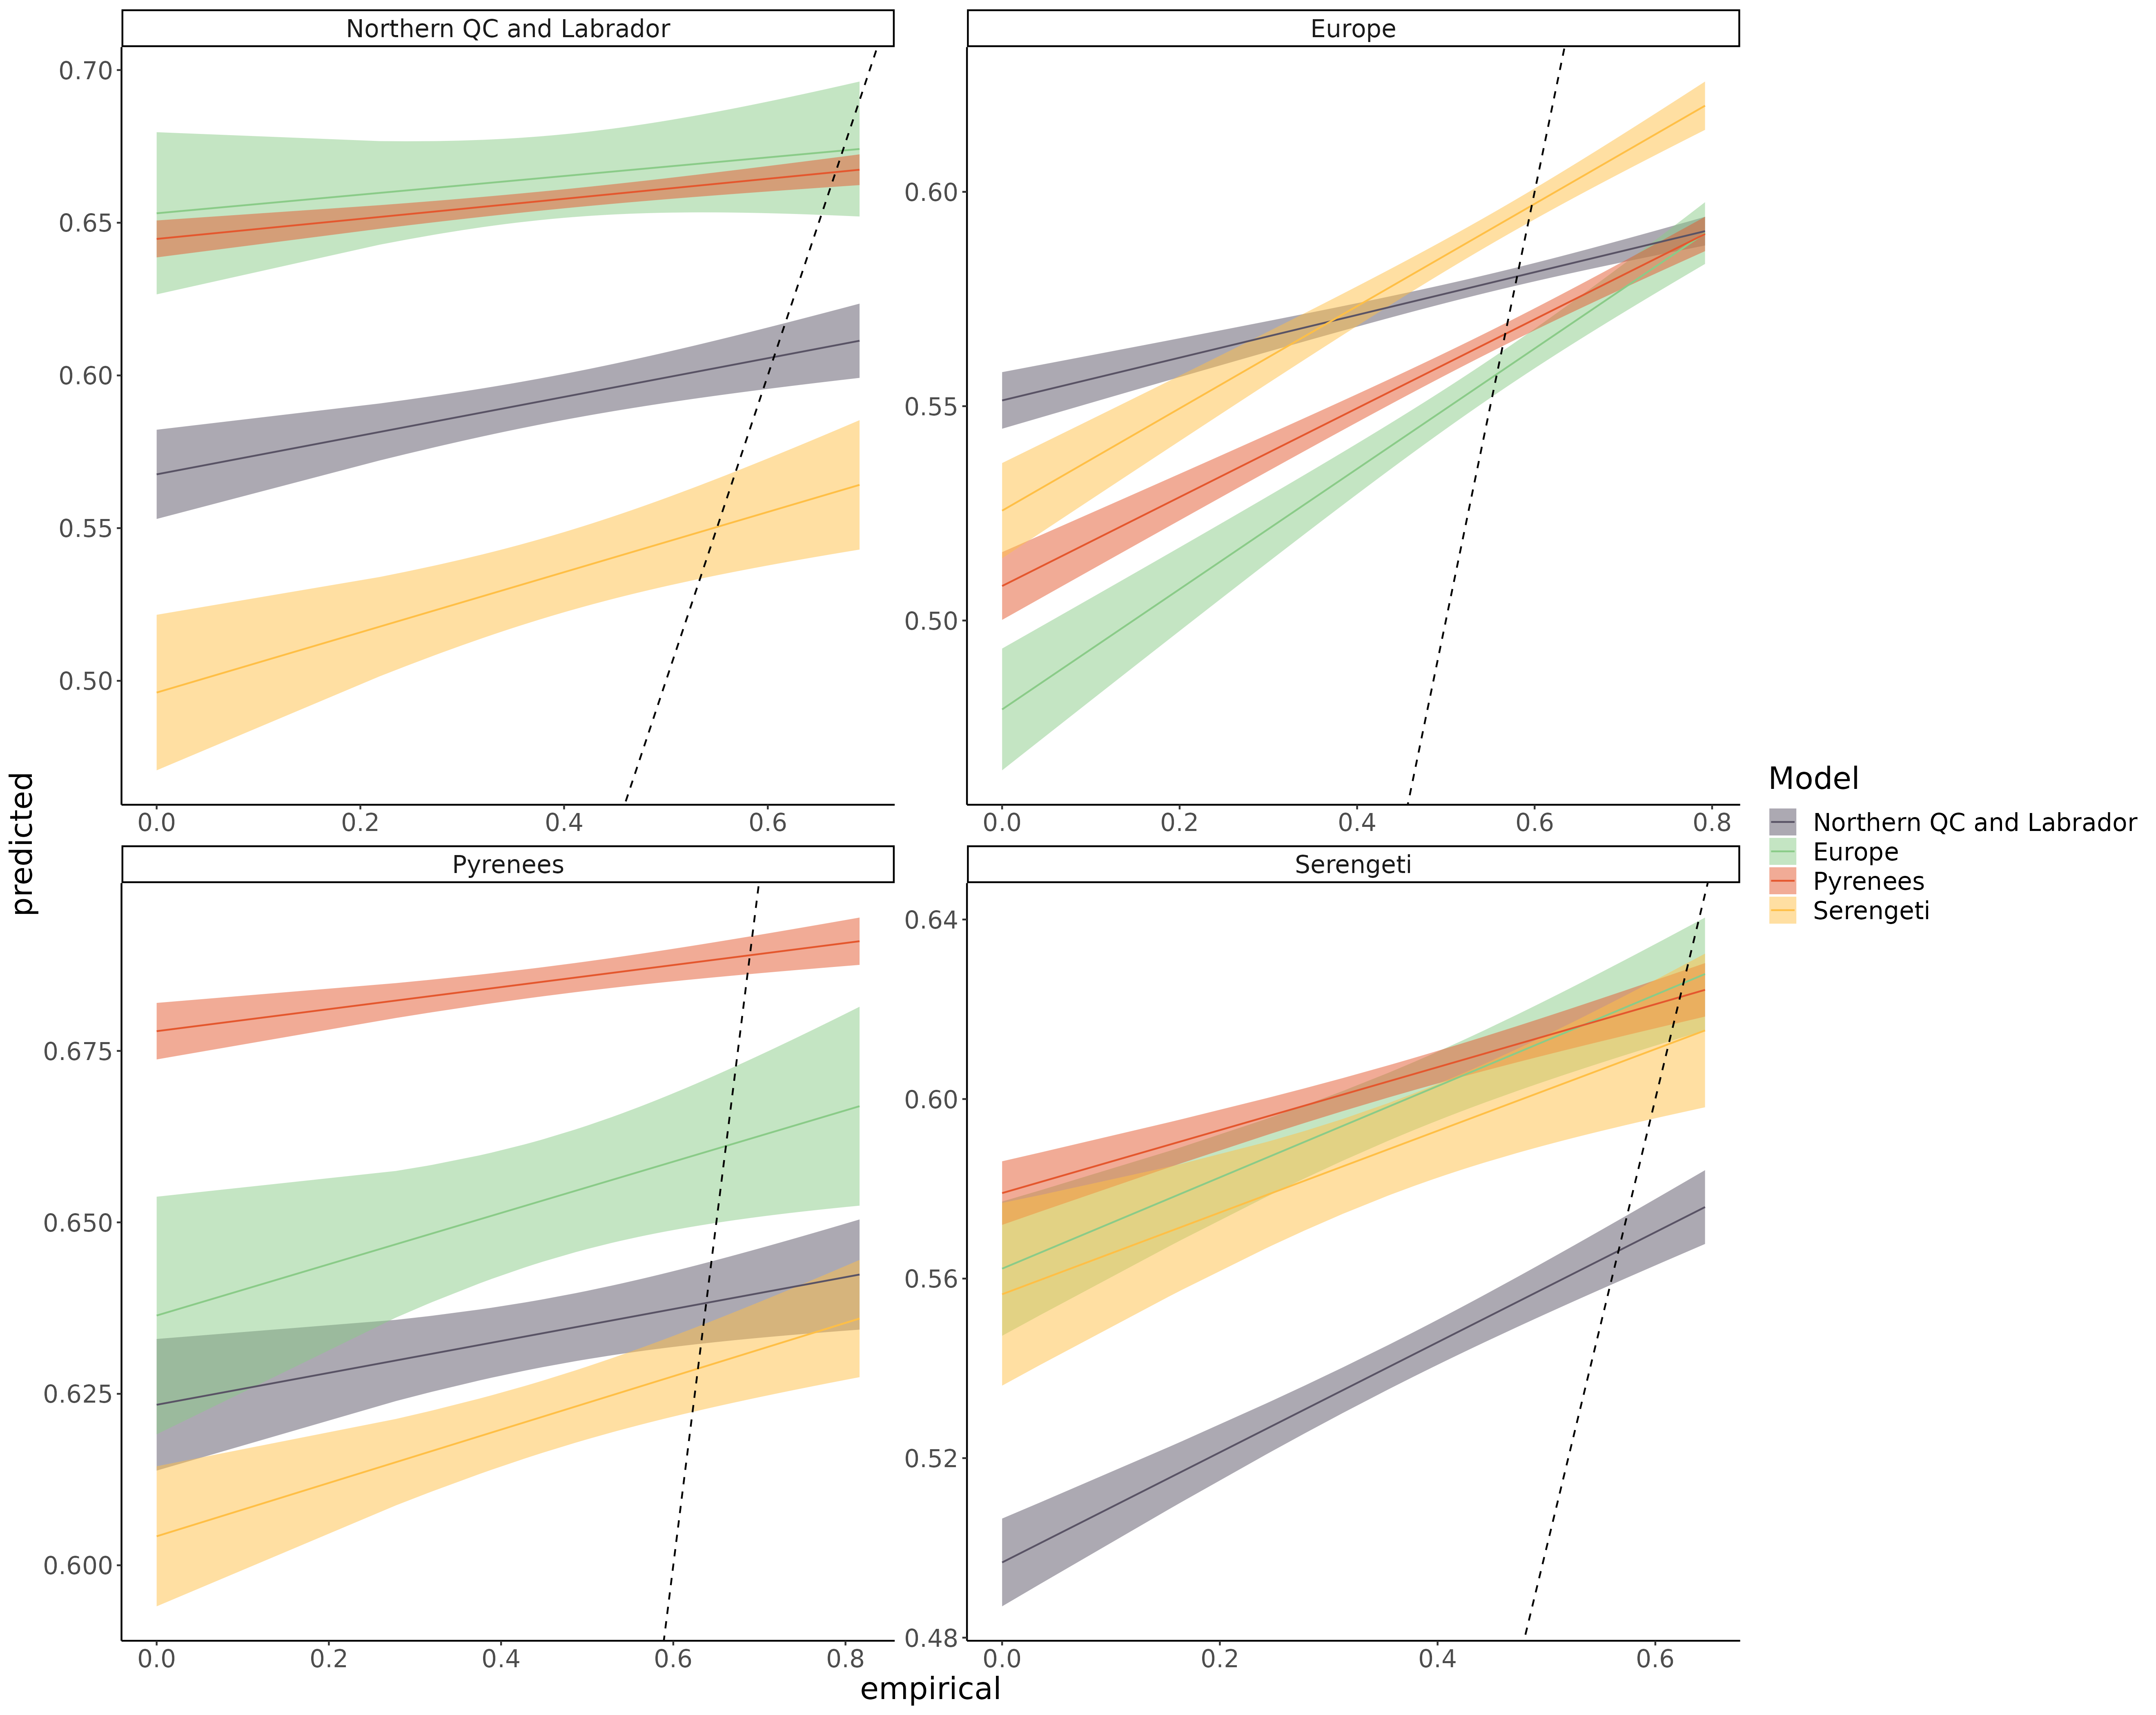 Northern QC and Labrador
Europe
0.70
0.65
0.60
0.55
0.50
0.60
0.55
0.50
0.0 0.2 0.4 0.6
0.0 0.2 0.4 0.6 0.8
Pyrenees
Serengeti
0.675
0.650
0.625
0.600
0.64
0.60
0.56
0.52
0.48
0.0 0.2 0.4 0.6 0.8
0.0 0.2 0.4 0.6
predicted
empirical
Model
Northern QC and Labrador
Europe
Pyrenees
Serengeti